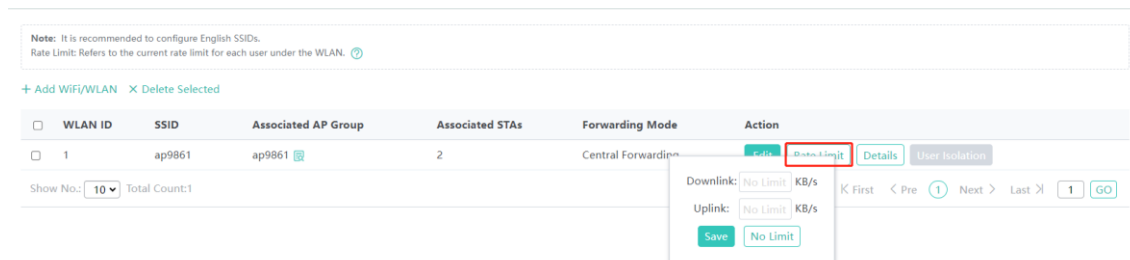 Note: It is recommended to configure English SSIDs.
Rate Limit: Refers to the current rate limit for each user under the WLAN. ?
+ Add WiFi/WLAN × Delete Selected
WLAN ID SSID Associated AP Group Associated STAs Forwarding Mode Action
1 ap9861 ap9861 2 Central Forwarding Edit Rate Limit Details User Isolation
Show No.: 10 Total Count:1 First < Pre 1 Next > Last 1 GO
Downlink: No Limit KB/s
Uplink: No Limit KB/s
Save No Limit